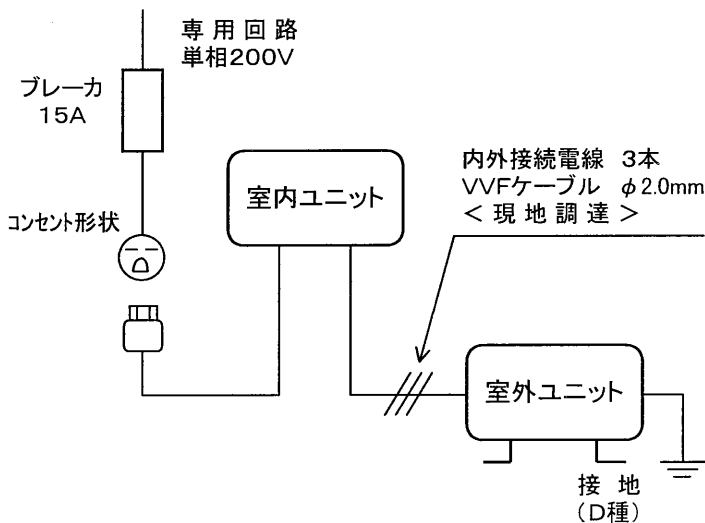 専用回路
単相200V
ブレーカ
15A
コンセント形状
室内ユニット
内外接続電線 3本
VVFケーブル φ2.0mm
<現地調達>
室外ユニット
接地
(D種)